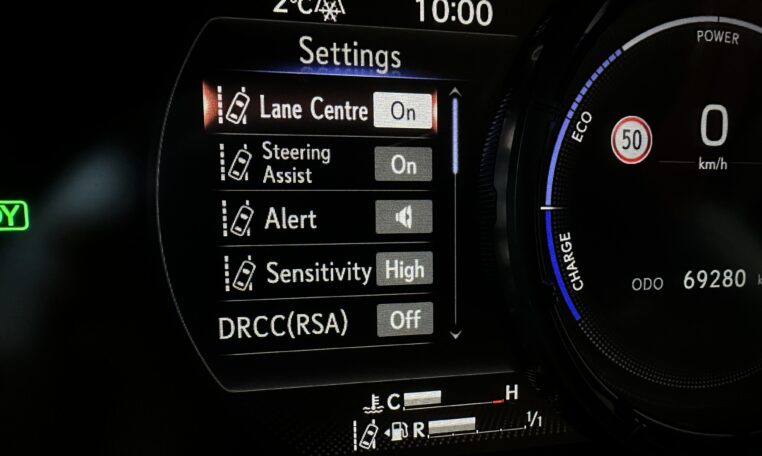 2°C
10:00
Settings
Lane Centre On
Steering
Assist On
Alert
Sensitivity High
DRCC(RSA) Off
C H
R 1/1
POWER
ECO
CHARGE
50
0
km/h
ODO 69280